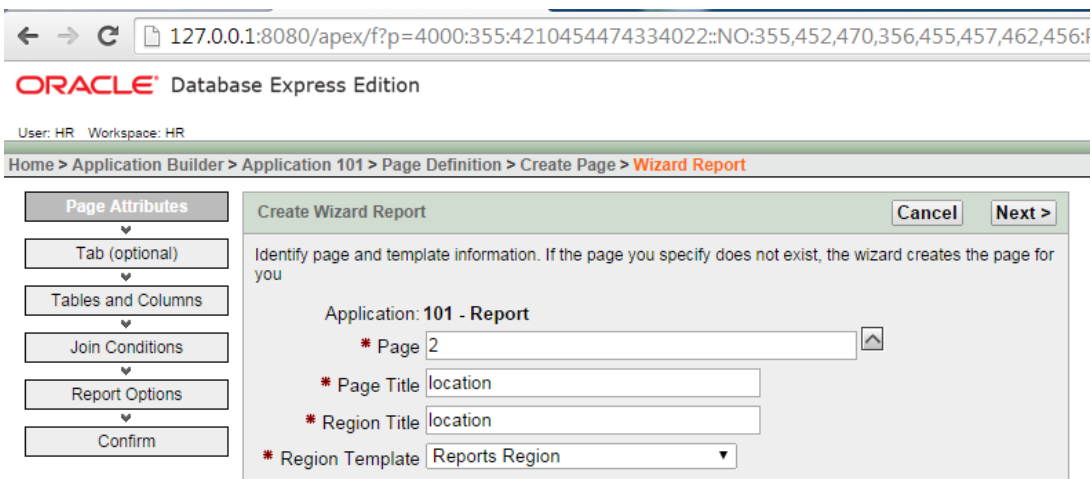 127.0.0.1:8080/apex/f?p=4000:355:4210454474334022::NO:355,452,470,356,455,457,462,456:
ORACLE Database Express Edition
User: HR Workspace: HR
Home > Application Builder > Application 101 > Page Definition > Create Page > Wizard Report
Page Attributes
Tab (optional)
Tables and Columns
Join Conditions
Report Options
Confirm
Create Wizard Report
Cancel
Next >
Identify page and template information. If the page you specify does not exist, the wizard creates the page for
you
Application: 101 - Report
* Page 2
* Page Title location
* Region Title location
* Region Template Reports Region